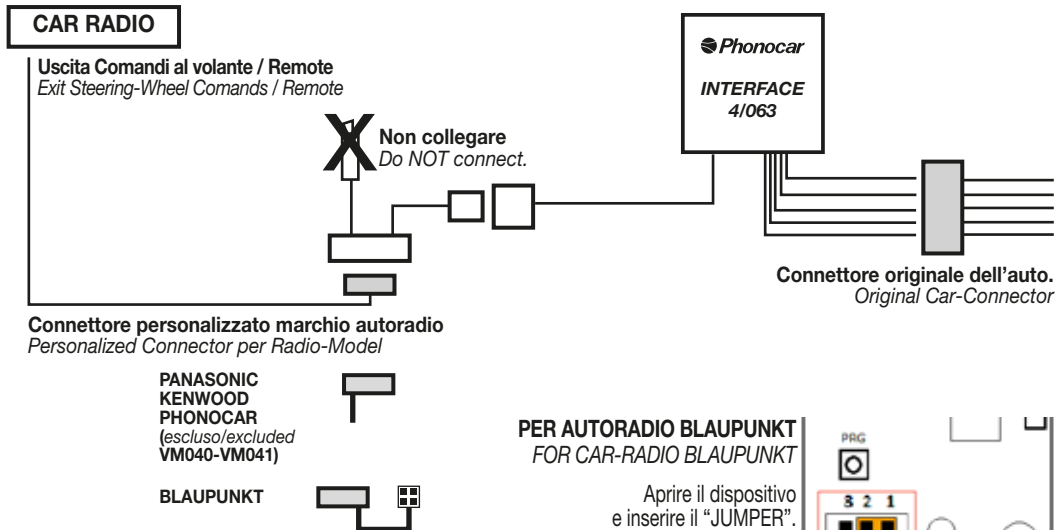 CAR RADIO
Uscita Comandi al volante / Remote
Exit Steering-Wheel Comands / Remote
Non collegare
Do NOT connect.
Phonocar
INTERFACE
4/063
Connettore originale dell'auto.
Original Car-Connector
Connettore personalizzato marchio autoradio
Personalized Connector per Radio-Model
PANASONIC
KENWOOD
PHONOCAR
(escluso/excluded
VM040-VM041)
BLAUPUNKT
PER AUTORADIO BLAUPUNKT
FOR CAR-RADIO BLAUPUNKT
Aprire il dispositivo
e inserire il “JUMPER”.
PRG
3 2 1